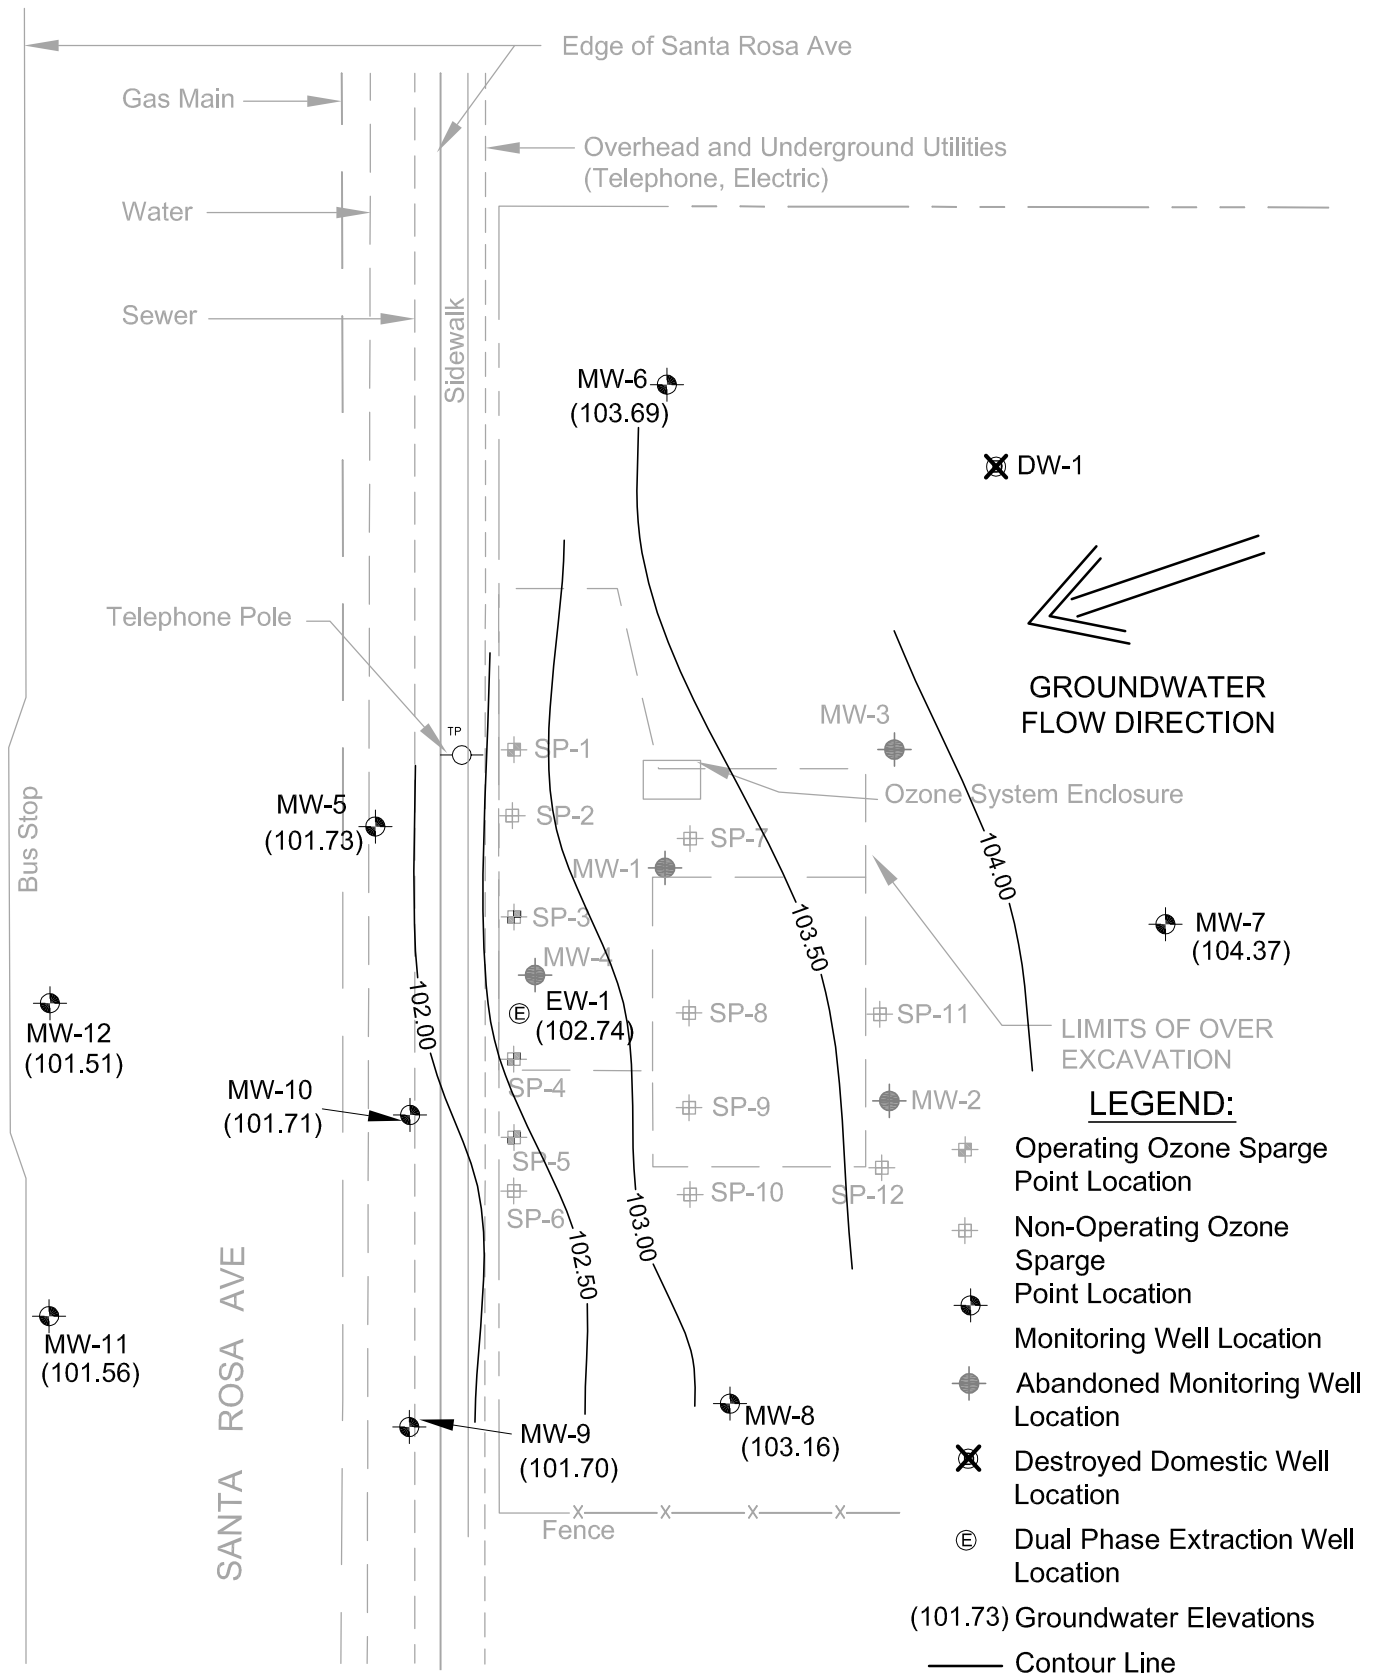 Edge of Santa Rosa Ave
Gas Main
Overhead and Underground Utilities
(Telephone, Electric)
Water
Sewer
Sidewalk
MW-6
(103.69)
DW-1
Telephone Pole
GROUNDWATER
FLOW DIRECTION
MW-3
TP
SP-1
Ozone System Enclosure
MW-5
(101.73)
SP-2
SP-7
Bus Stop
MW-1
104.00
SP-3
103.50
MW-7
(104.37)
MW-4
102.00
EW-1
(102.74)
E
SP-8
SP-11
MW-12
(101.51)
LIMITS OF OVER
EXCAVATION
SP-4
MW-10
(101.71)
SP-9
MW-2
SP-5
SP-10
SP-12
SP-6
103.00
102.50
MW-11
(101.56)
SANTA ROSA AVE
MW-8
(103.16)
MW-9
(101.70)
X X X X
Fence
LEGEND:
Operating Ozone Sparge
Point Location
Non-Operating Ozone
Sparge
Point Location
Monitoring Well Location
Abandoned Monitoring Well
Location
Destroyed Domestic Well
Location
E Dual Phase Extraction Well
Location
(101.73) Groundwater Elevations
Contour Line